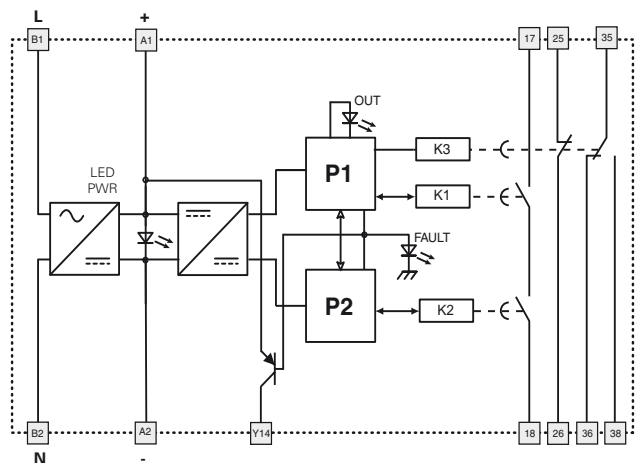 L
+
B1
A1
17
25
35
OUT
LED
PWR
P1
K3
K1
FAULT
P2
K2
B2
A2
Y14
18
26
36
38
N
-